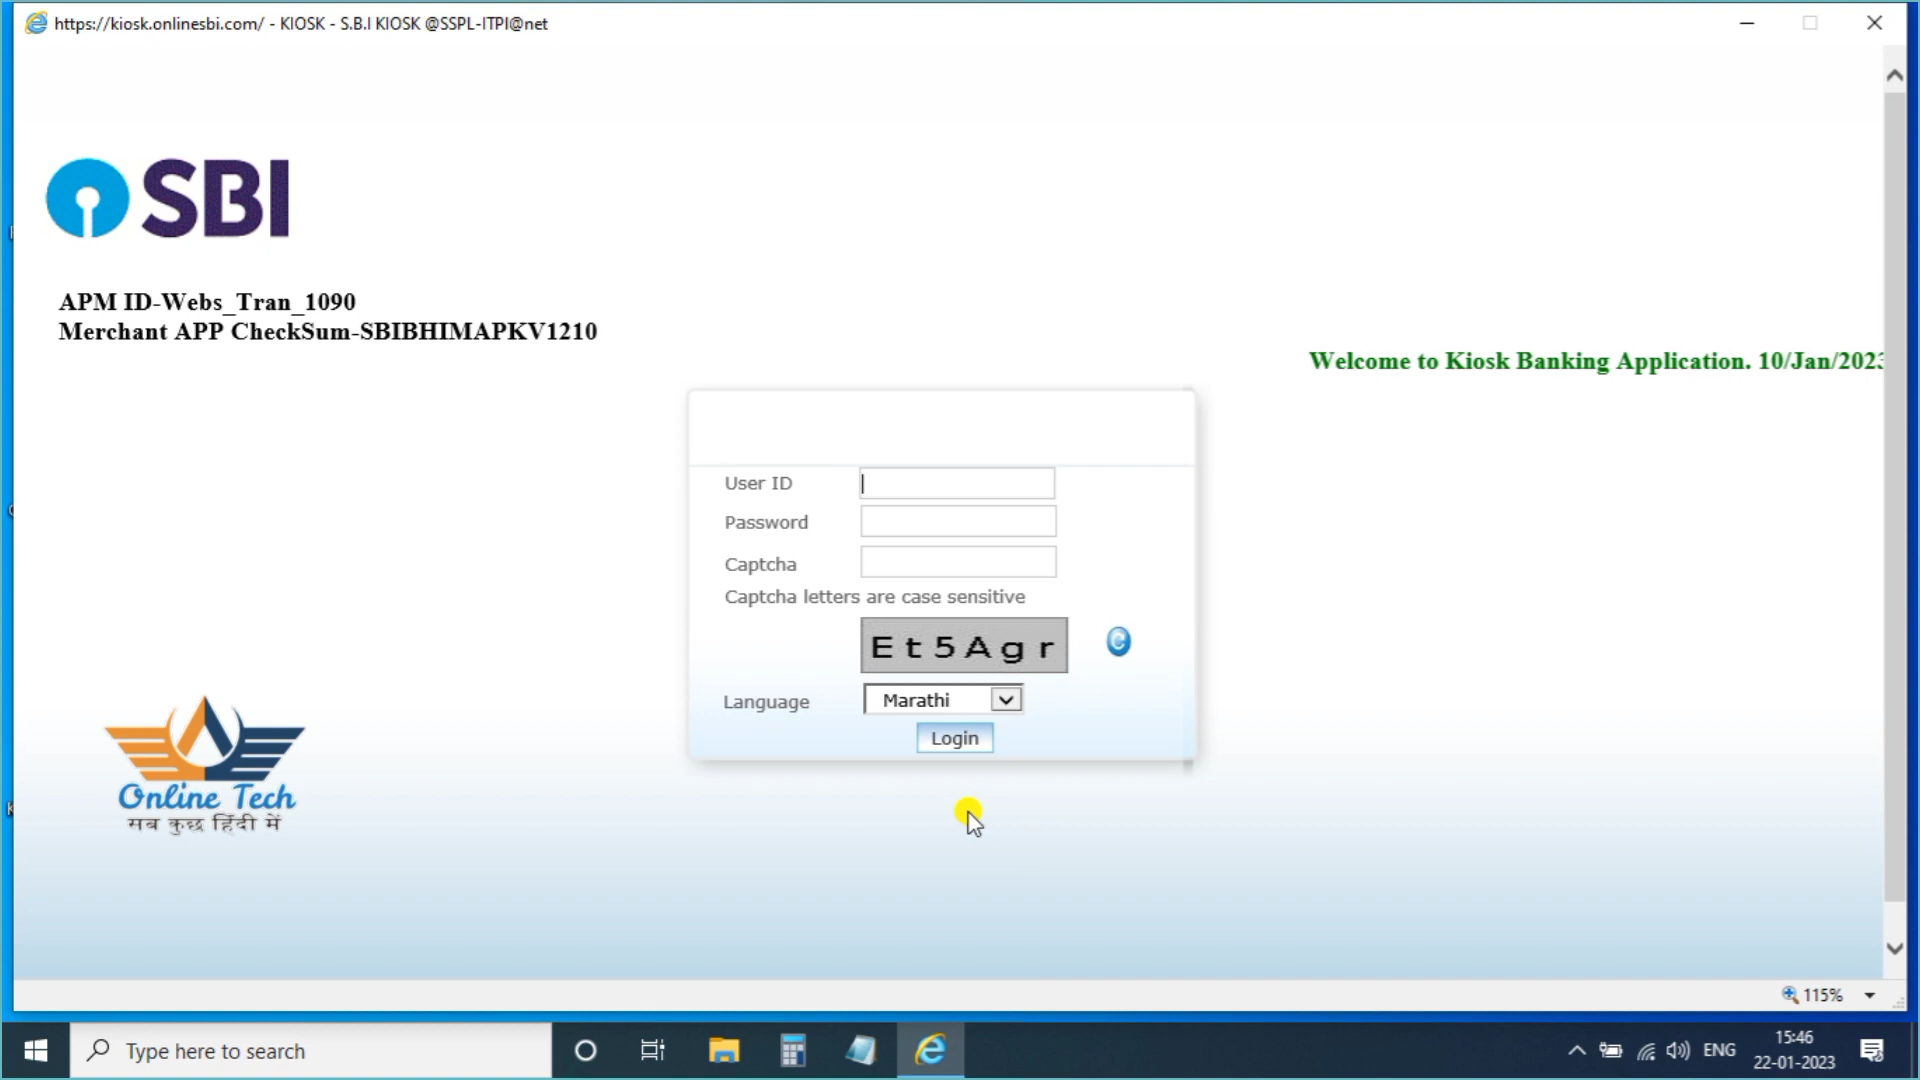 https://kiosk.onlinesbi.com/ - KIOSK - S.B.I KIOSK @SSPL-ITPI@net
SBI
APM ID-Webs_Tran_1090
Merchant APP CheckSum-SBIBHIMAPKV1210
Welcome to Kiosk Banking Application. 10/Jan/2023
User ID
Password
Captcha
Captcha letters are case sensitive
Et5Agr
C
Language Marathi
Login
Online Tech
सब कुछ हिंदी में
115%
Type here to search
ENG
15:46
22-01-2023